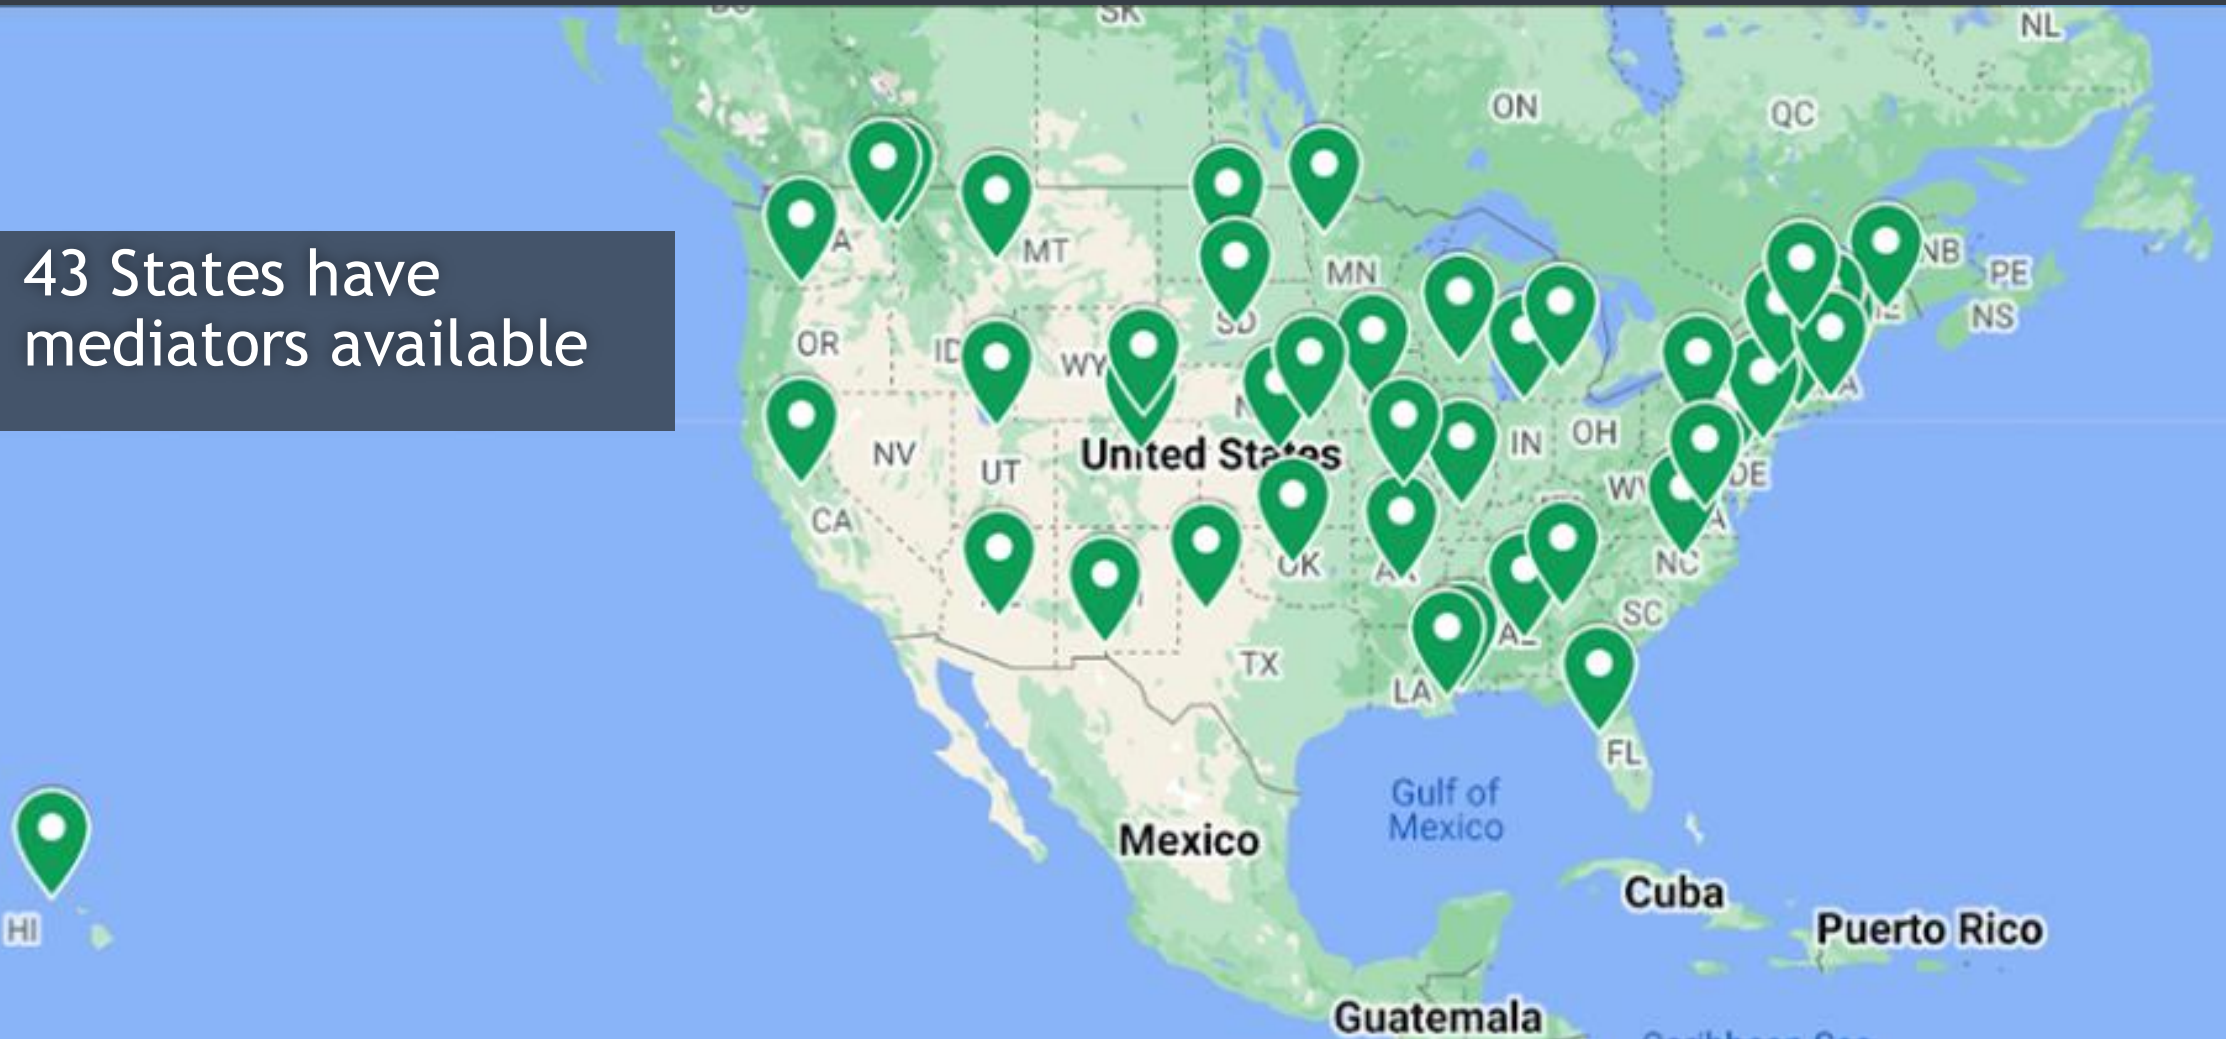 SK
NL
ON
QC
A
MT
MN
NB
PE
NS
43 States have
mediators available
OR
ID
WY
SD
United States
NV
UT
IN
OH
DE
CA
OK
NC
SC
TX
LA
FL
Gulf of
Mexico
Mexico
Cuba
HI
Puerto Rico
Guatemala